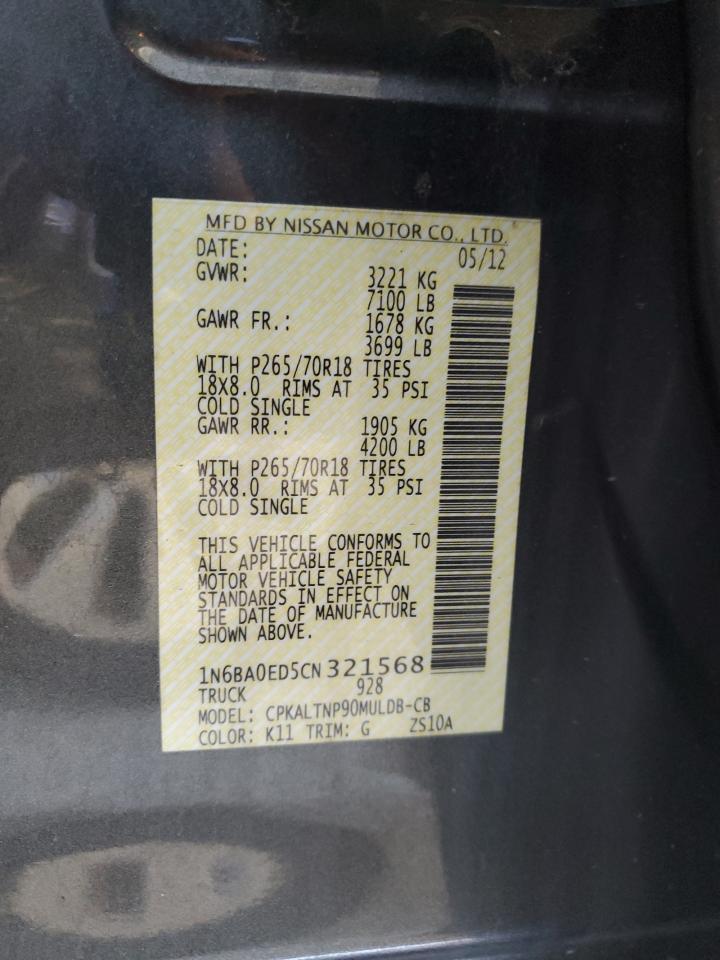 MFD BY NISSAN MOTOR CO., LTD.
DATE: 05/12
GVWR: 3221 KG
7100 LB
GAWR FR.: 1678 KG
3699 LB
WITH P265/70R18 TIRES
18X8.0 RIMS AT 35 PSI
COLD SINGLE
GAWR RR.: 1905 KG
4200 LB
WITH P265/70R18 TIRES
18X8.0 RIMS AT 35 PSI
COLD SINGLE
THIS VEHICLE CONFORMS TO
ALL APPLICABLE FEDERAL
MOTOR VEHICLE SAFETY
STANDARDS IN EFFECT ON
THE DATE OF MANUFACTURE
SHOWN ABOVE.
1N6BA0ED5CN321568
TRUCK 928
MODEL: CPKALTNP90MULDB-CB
COLOR: K11 TRIM: G ZS10A